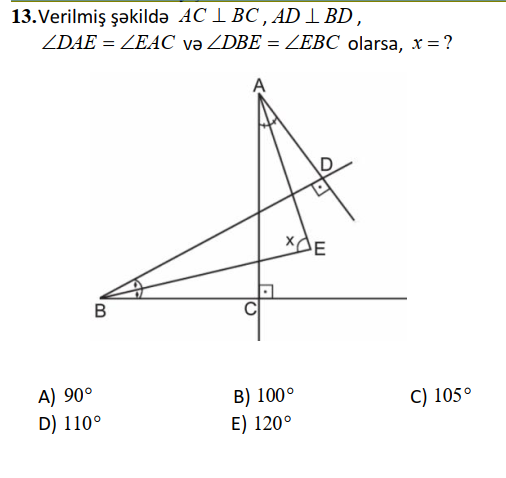 13.Verilmiş şəkildə AC ⊥ BC , AD ⊥ BD ,
∠DAE = ∠EAC və ∠DBE = ∠EBC olarsa, x = ?
A
D
x
E
B
C
A) 90°
B) 100°
C) 105°
D) 110°
E) 120°